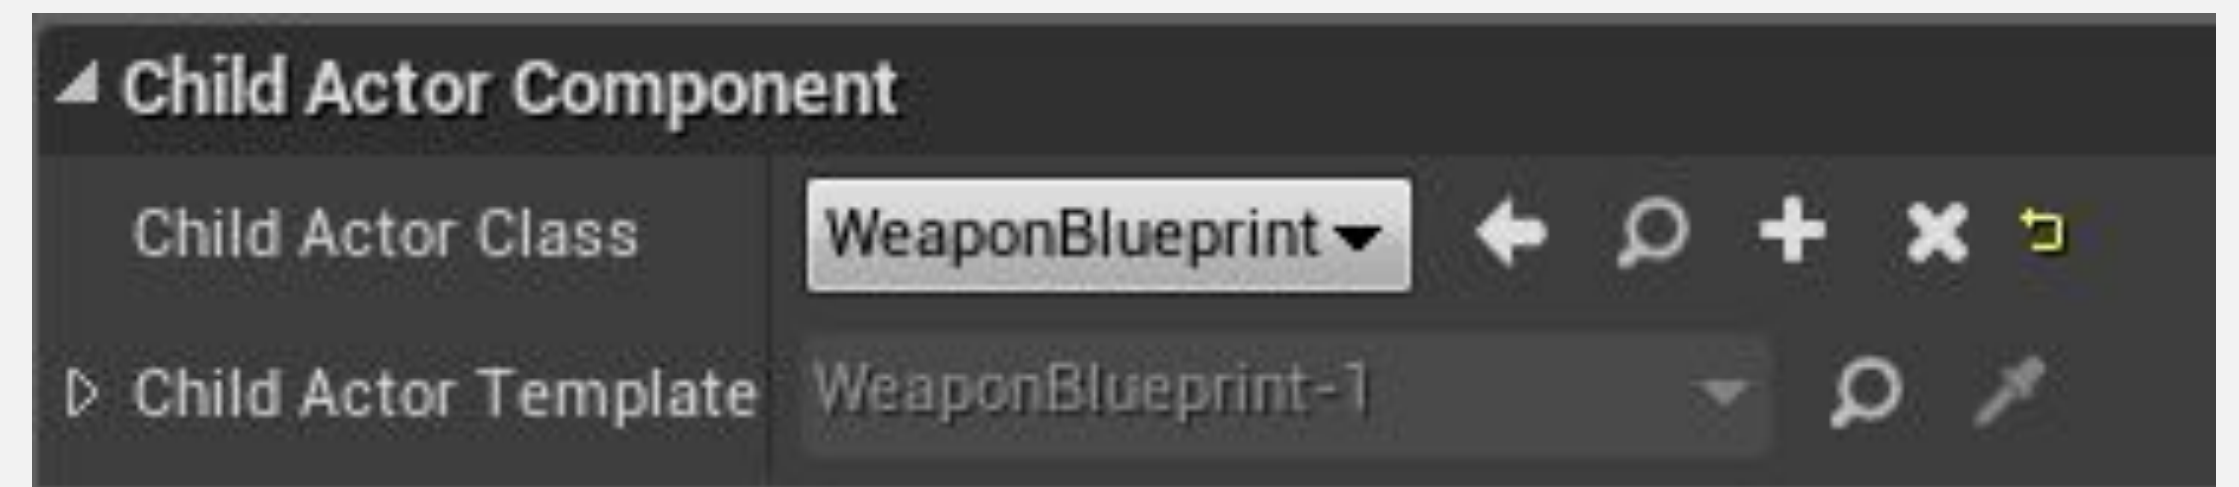 Child Actor Component
Child Actor Class WeaponBlueprint
Child Actor Template WeaponBlueprint-1